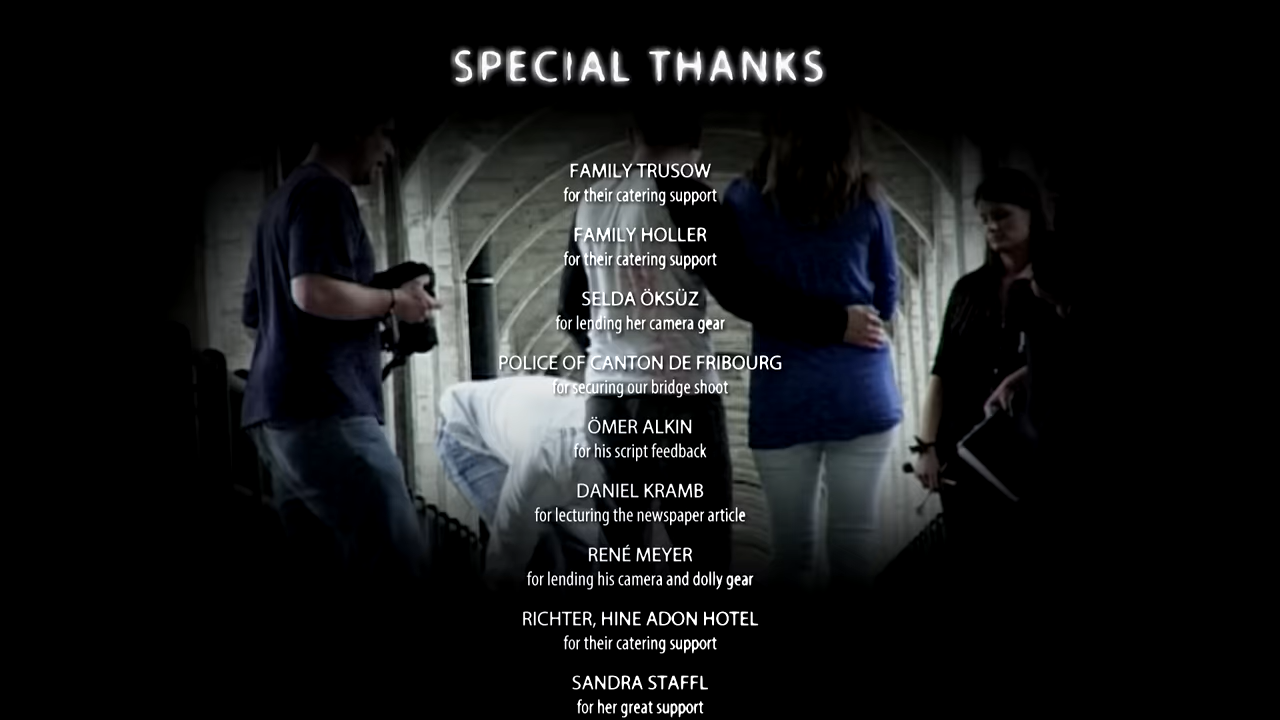 SPECIAL THANKS
FAMILY TRUSOW
for their catering support
FAMILY HOLLER
for their catering support
SELDA ÖKSÜZ
for lending her camera gear
POLICE OF CANTON DE FRIBOURG
for securing our bridge shoot
ÖMER ALKIN
for his script feedback
DANIEL KRAMB
for lecturing the newspaper article
RENÉ MEYER
for lending his camera and dolly gear
RICHTER, HINE ADON HOTEL
for their catering support
SANDRA STAFFL
for her great support